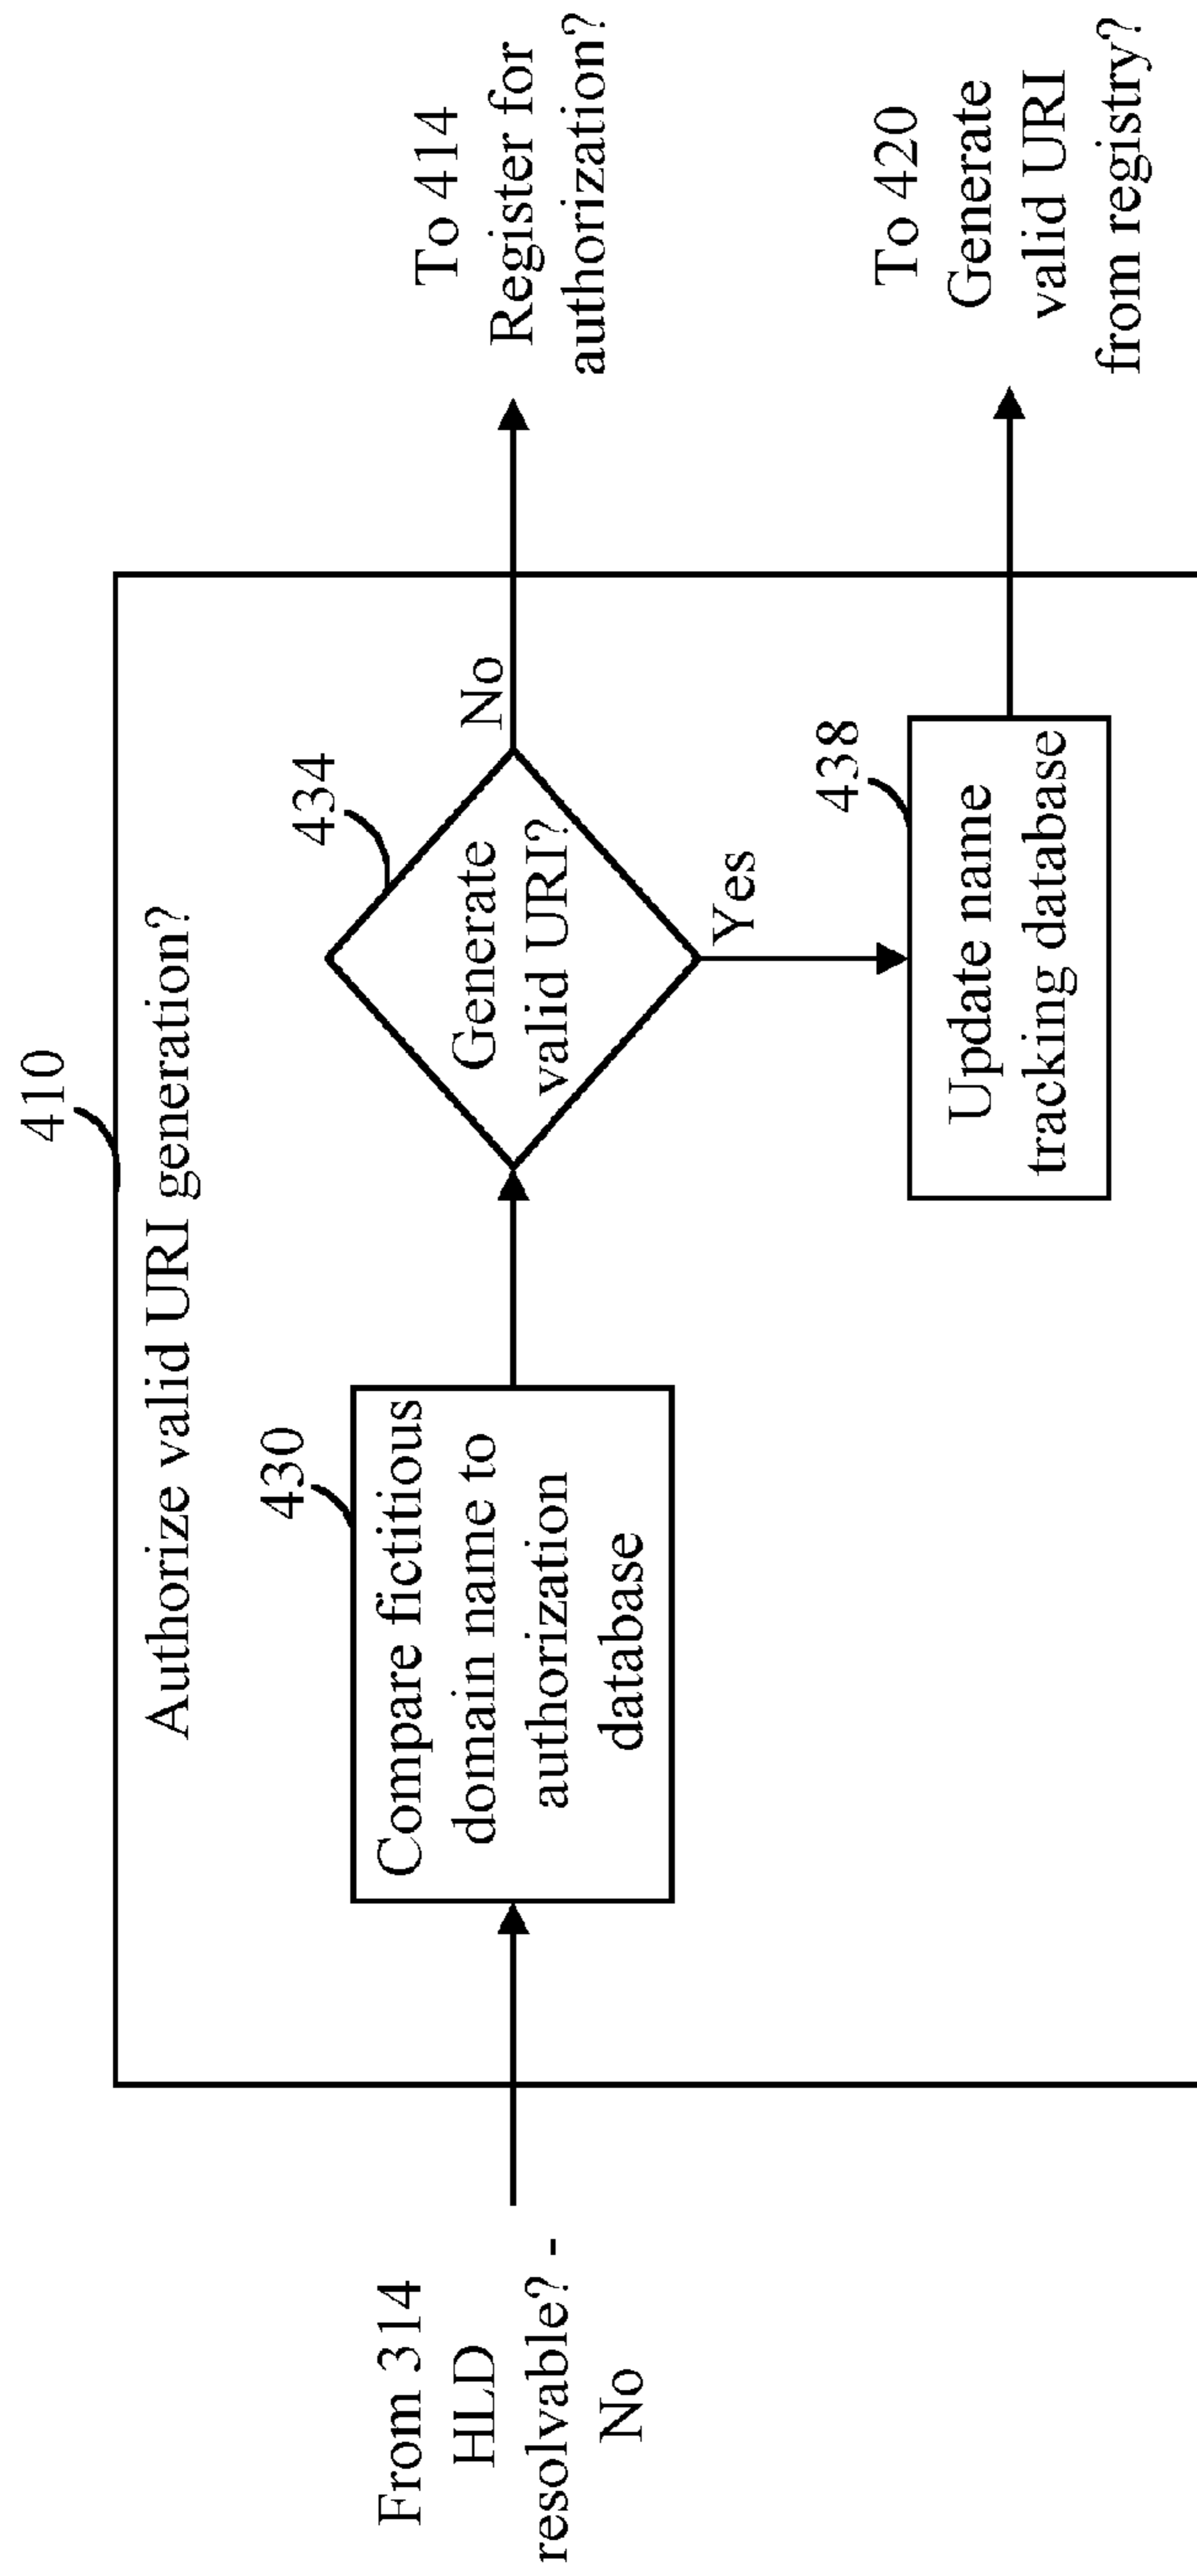 410
Authorize valid URI generation?
From 314
HLD
resolvable? -
No
430
Compare fictitious
domain name to
authorization
database
434
Generate
valid URI?
No
To 414
Register for
authorization?
Yes
438
Update name
tracking database
To 420
Generate
valid URI
from registry?